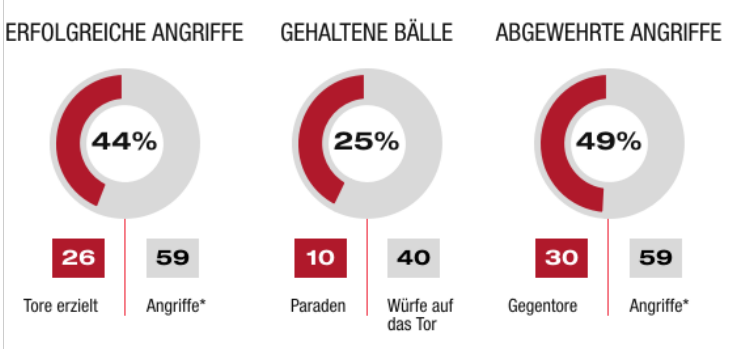 ERFOLGREICHE ANGRIFFE
44%
26 59
Tore erzielt Angriffe*
GEHALTENE BÄLLE
25%
10 40
Paraden Würfe auf
das Tor
ABGEWEHRTE ANGRIFFE
49%
30 59
Gegentore Angriffe*